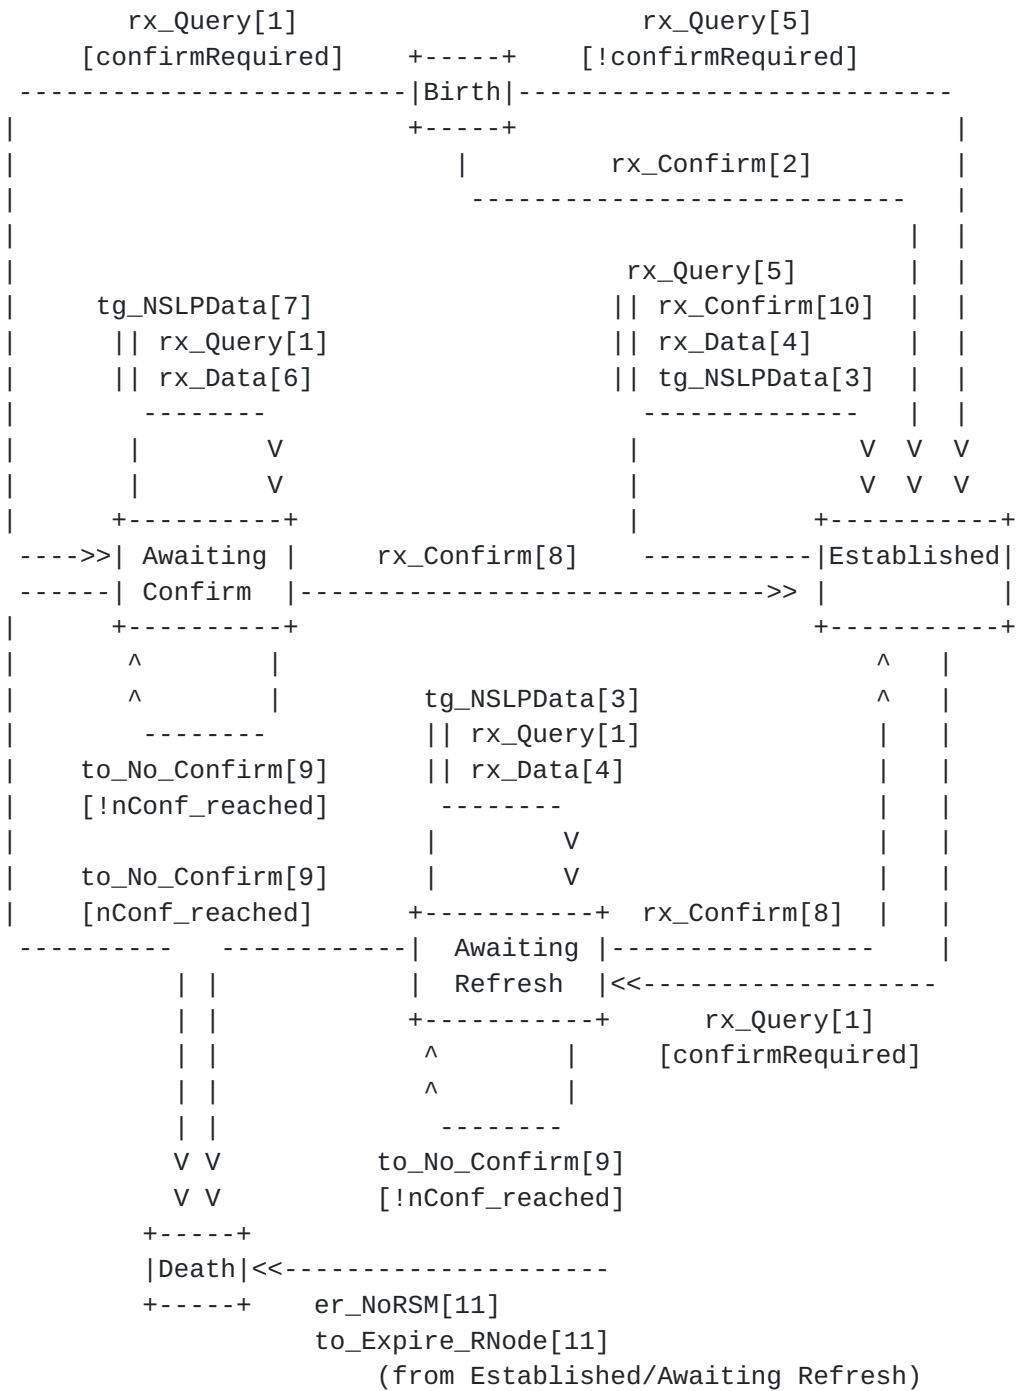 rx_Query[1] rx_Query[5]
[confirmRequired] +-----+ [!confirmRequired]
-------------------------|Birth|----------------------------
| +-----+ |
| | rx_Confirm[2] |
| ---------------------------- |
| | |
| rx_Query[5] | |
| tg_NSLPData[7] || rx_Confirm[10] | |
| || rx_Query[1] || rx_Data[4] | |
| || rx_Data[6] || tg_NSLPData[3] | |
| -------- -------------- | |
| | V | V V V
| | V | V V V
| +----------+ | +-----------+
---->>| Awaiting | rx_Confirm[8] -----------|Established|
------| Confirm |------------------------------>> | |
| +----------+ +-----------+
| ^ | ^ |
| ^ | tg_NSLPData[3] ^ |
| -------- || rx_Query[1] | |
| to_No_Confirm[9] || rx_Data[4] | |
| [!nConf_reached] -------- | |
| | V | |
| to_No_Confirm[9] | V | |
| [nConf_reached] +-----------+ rx_Confirm[8] | |
---------- ------------| Awaiting |----------------- |
| | | Refresh |<<-------------------
| | +-----------+ rx_Query[1]
| | ^ | [confirmRequired]
| | ^ |
| | --------
V V to_No_Confirm[9]
V V [!nConf_reached]
+-----+
|Death|<<---------------------
+-----+ er_NoRSM[11]
to_Expire_RNode[11]
(from Established/Awaiting Refresh)